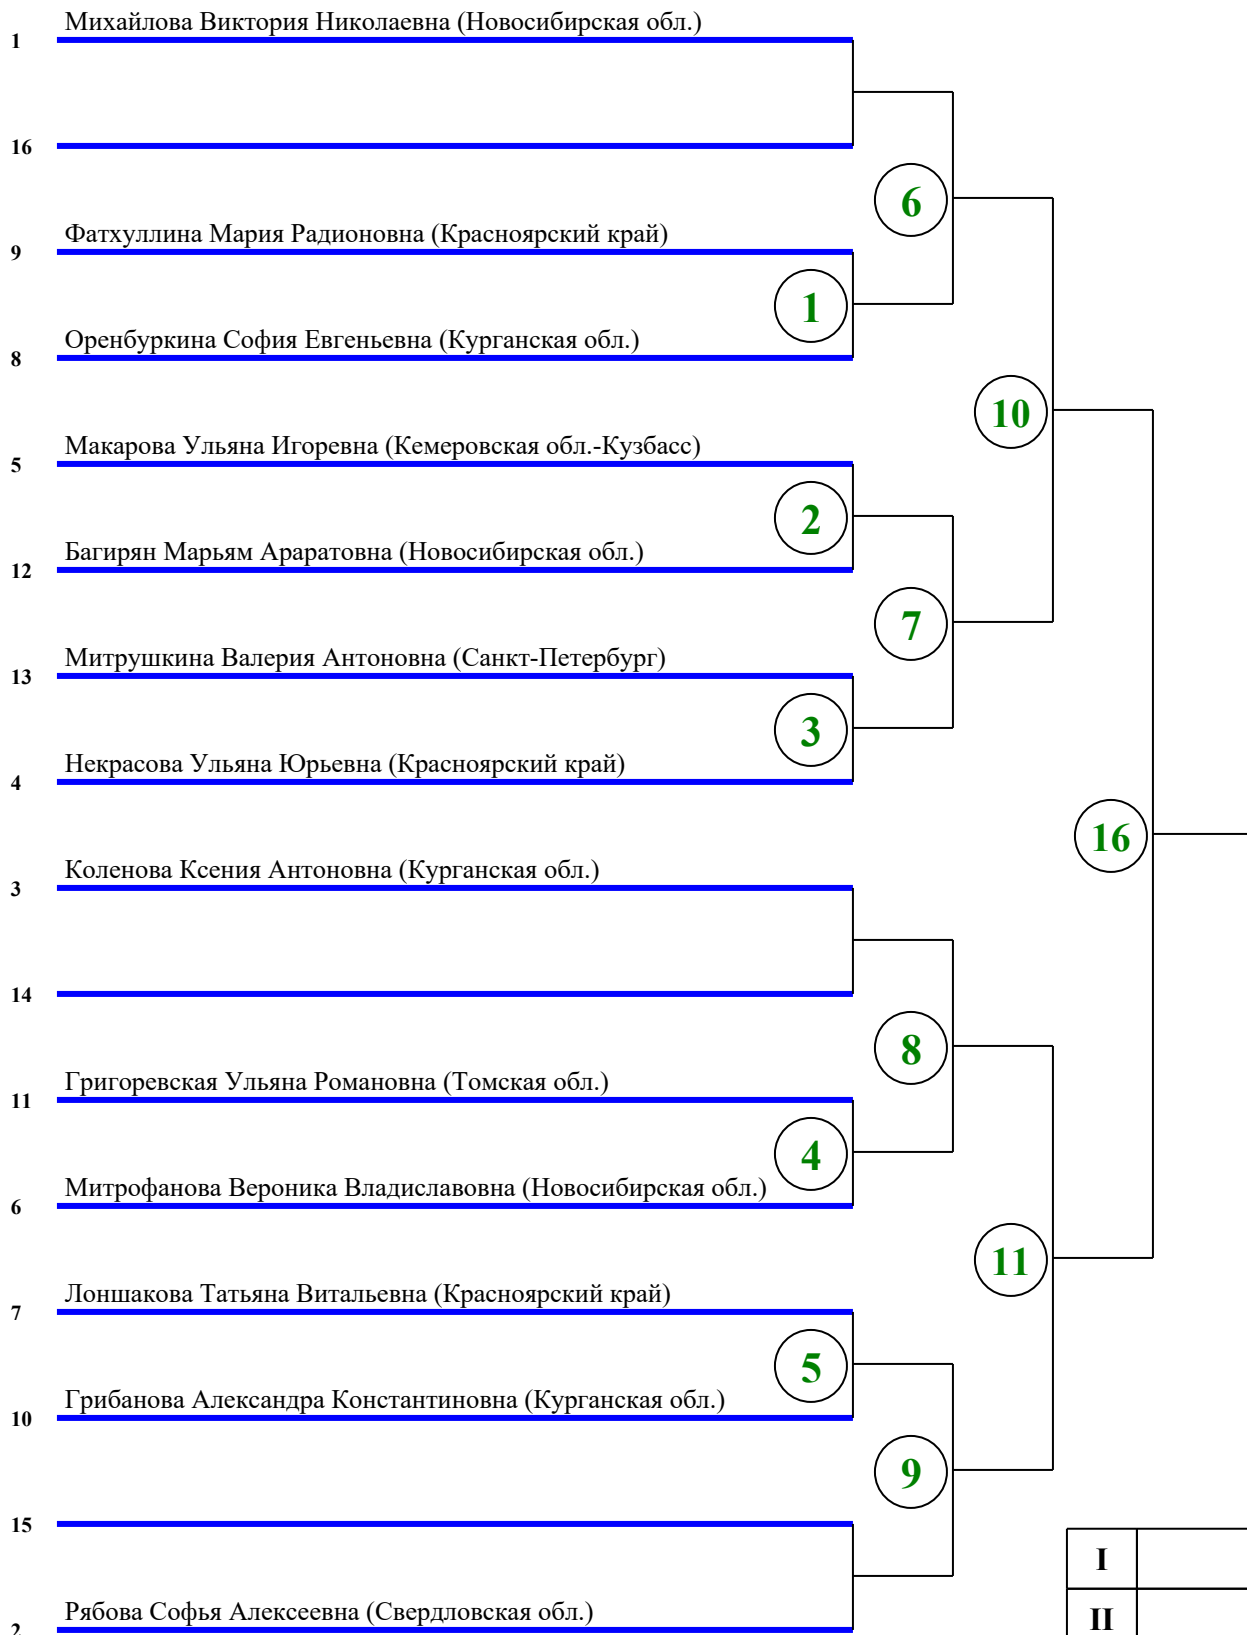 Михайлова Виктория Николаевна (Новосибирская обл.)
1
16
6
Фатхуллина Мария Радионовна (Красноярский край)
9
1
Оренбуркина София Евгеньевна (Курганская обл.)
8
10
Макарова Ульяна Игоревна (Кемеровская обл.-Кузбасс)
5
2
Багирян Марьям Араратовна (Новосибирская обл.)
12
7
Митрушкина Валерия Антоновна (Санкт-Петербург)
13
3
Некрасова Ульяна Юрьевна (Красноярский край)
4
16
Коленова Ксения Антоновна (Курганская обл.)
3
14
8
Григоревская Ульяна Романовна (Томская обл.)
11
4
Митрофанова Вероника Владиславовна (Новосибирская обл.)
6
11
Лоншакова Татьяна Витальевна (Красноярский край)
7
5
Грибанова Александра Константиновна (Курганская обл.)
10
9
15
I
Рябова Софья Алексеевна (Свердловская обл.)
2
II